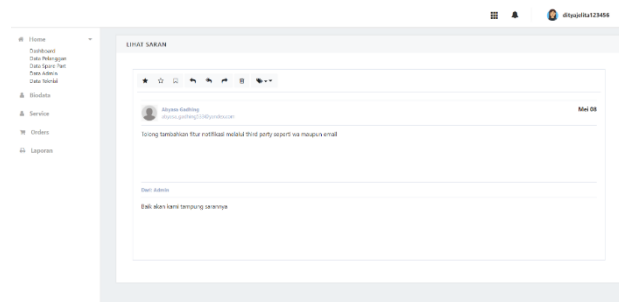 dityajelita123456
Home
Dashboard
Data Pelanggan
Data Spare Part
Data Admin
Data Teknisi
Biodata
Service
Orders
Laporan
LIHAT SARAN
Mei 08
Tolong tambahkan fitur notifikasi melalui third party seperti wa maupun email
Dari Admin
Baik akan kami tampung sarannya